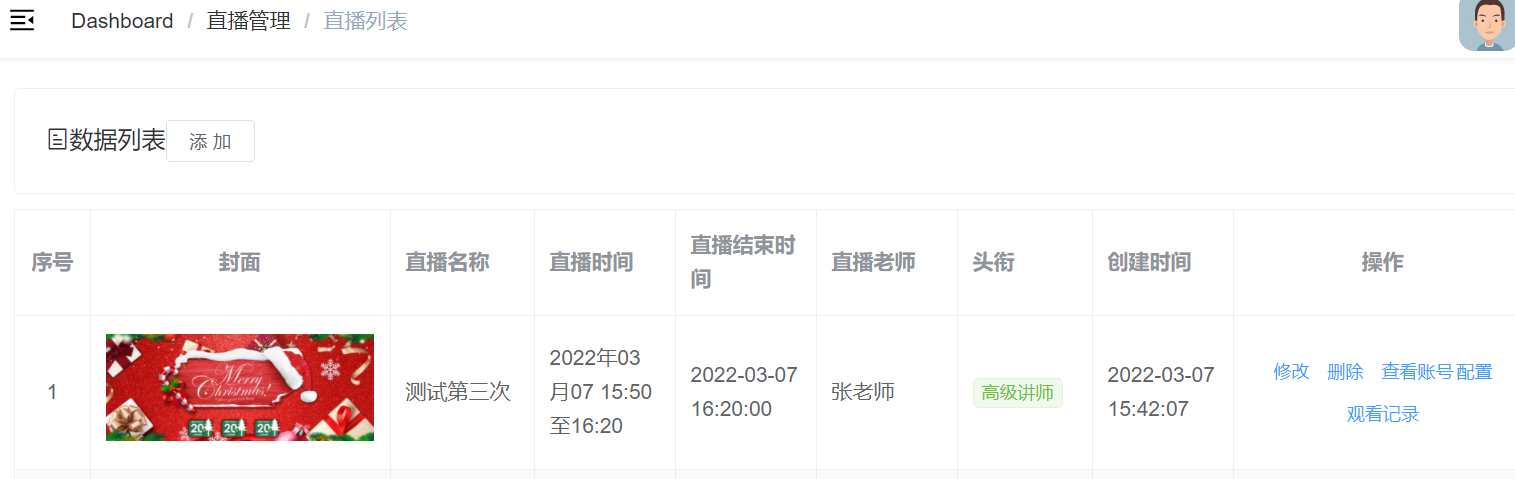 Dashboard / 直播管理 / 直播列表
数据列表 添 加
序号 封面 直播名称 直播时间 直播结束时间 直播老师 头衔 创建时间 操作
1
Merry
Christmas!
20 20 20
测试第三次
2022年03
月07 15:50
至16:20
2022-03-07
16:20:00
张老师
高级讲师
2022-03-07
15:42:07
修改 删除 查看账号 配置
观看记录